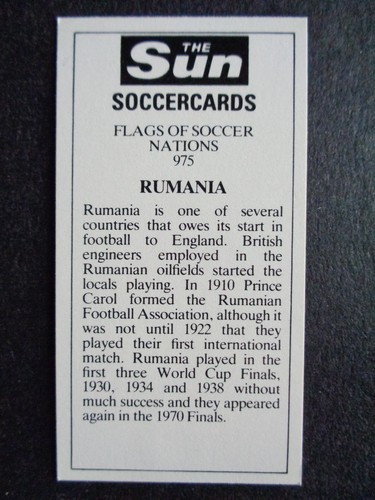 THE
Sun
SOCCERCARDS
FLAGS OF SOCCER
NATIONS
975
RUMANIA
Rumania is one of several
countries that owes its start in
football to England. British
engineers employed in the
Rumanian oilfields started the
locals playing. In 1910 Prince
Carol formed the Rumanian
Football Association, although it
was not until 1922 that they
played their first international
match. Rumania played in the
first three World Cup Finals,
1930, 1934 and 1938 without
much success and they appeared
again in the 1970 Finals.